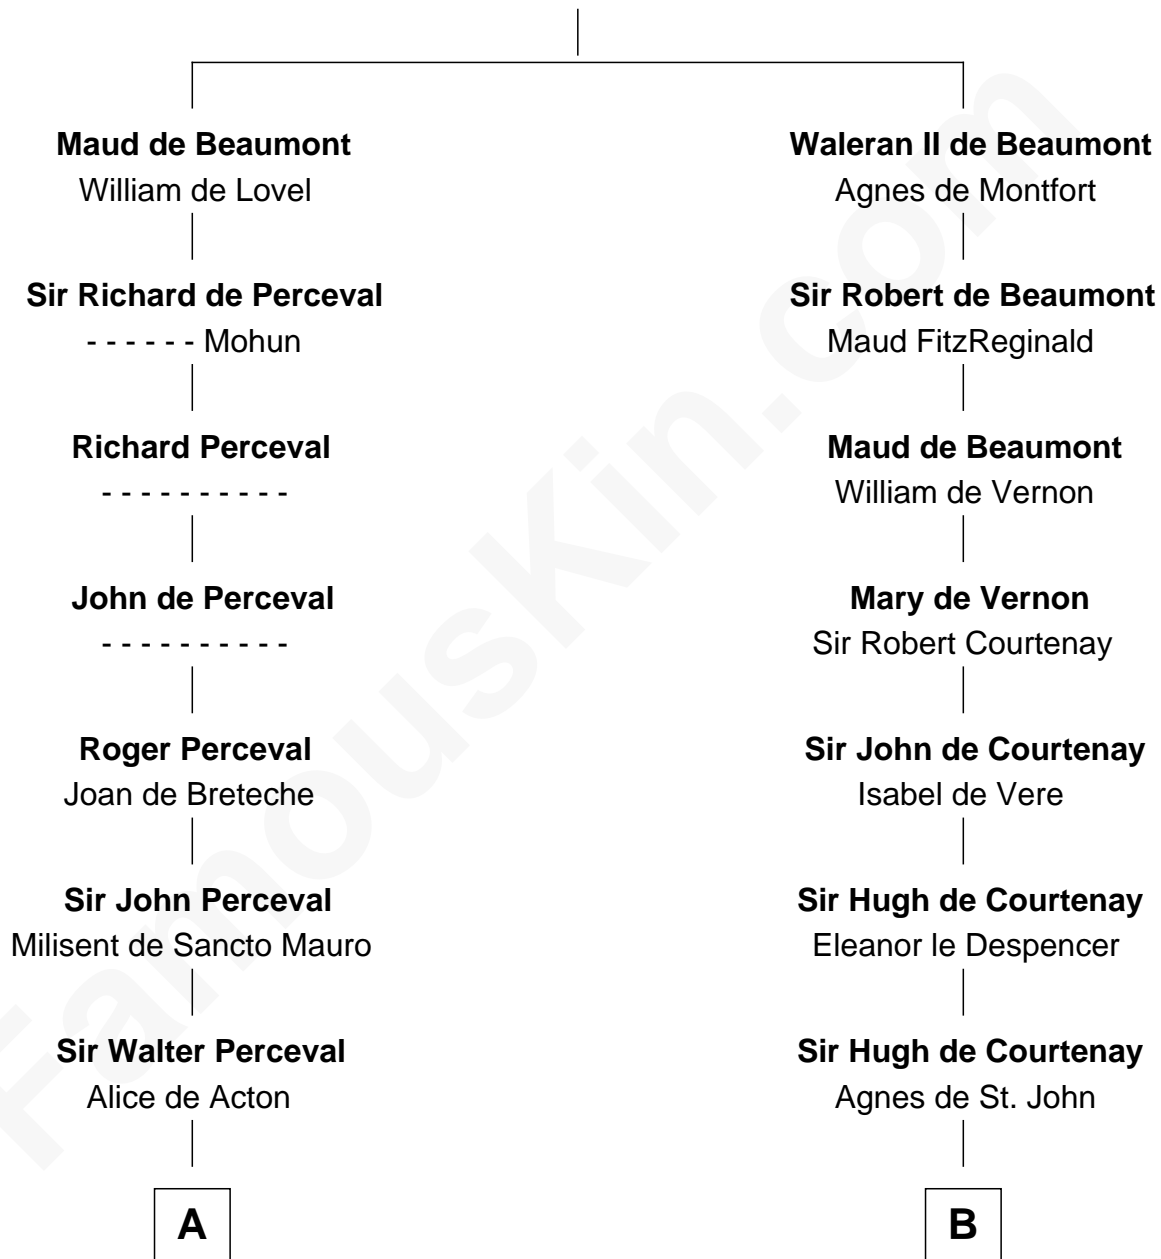 Maud de Beaumont
William de Lovel
Sir Richard de Perceval
- - - - - - Mohun
Richard Perceval
- - - - - - - - - -
John de Perceval
- - - - - - - - - -
Roger Perceval
Joan de Breteche
Sir John Perceval
Milisent de Sancto Mauro
Sir Walter Perceval
Alice de Acton
A
Waleran II de Beaumont
Agnes de Montfort
Sir Robert de Beaumont
Maud FitzReginald
Maud de Beaumont
William de Vernon
Mary de Vernon
Sir Robert Courtenay
Sir John de Courtenay
Isabel de Vere
Sir Hugh de Courtenay
Eleanor le Despencer
Sir Hugh de Courtenay
Agnes de St. John
B
FamousKin.com